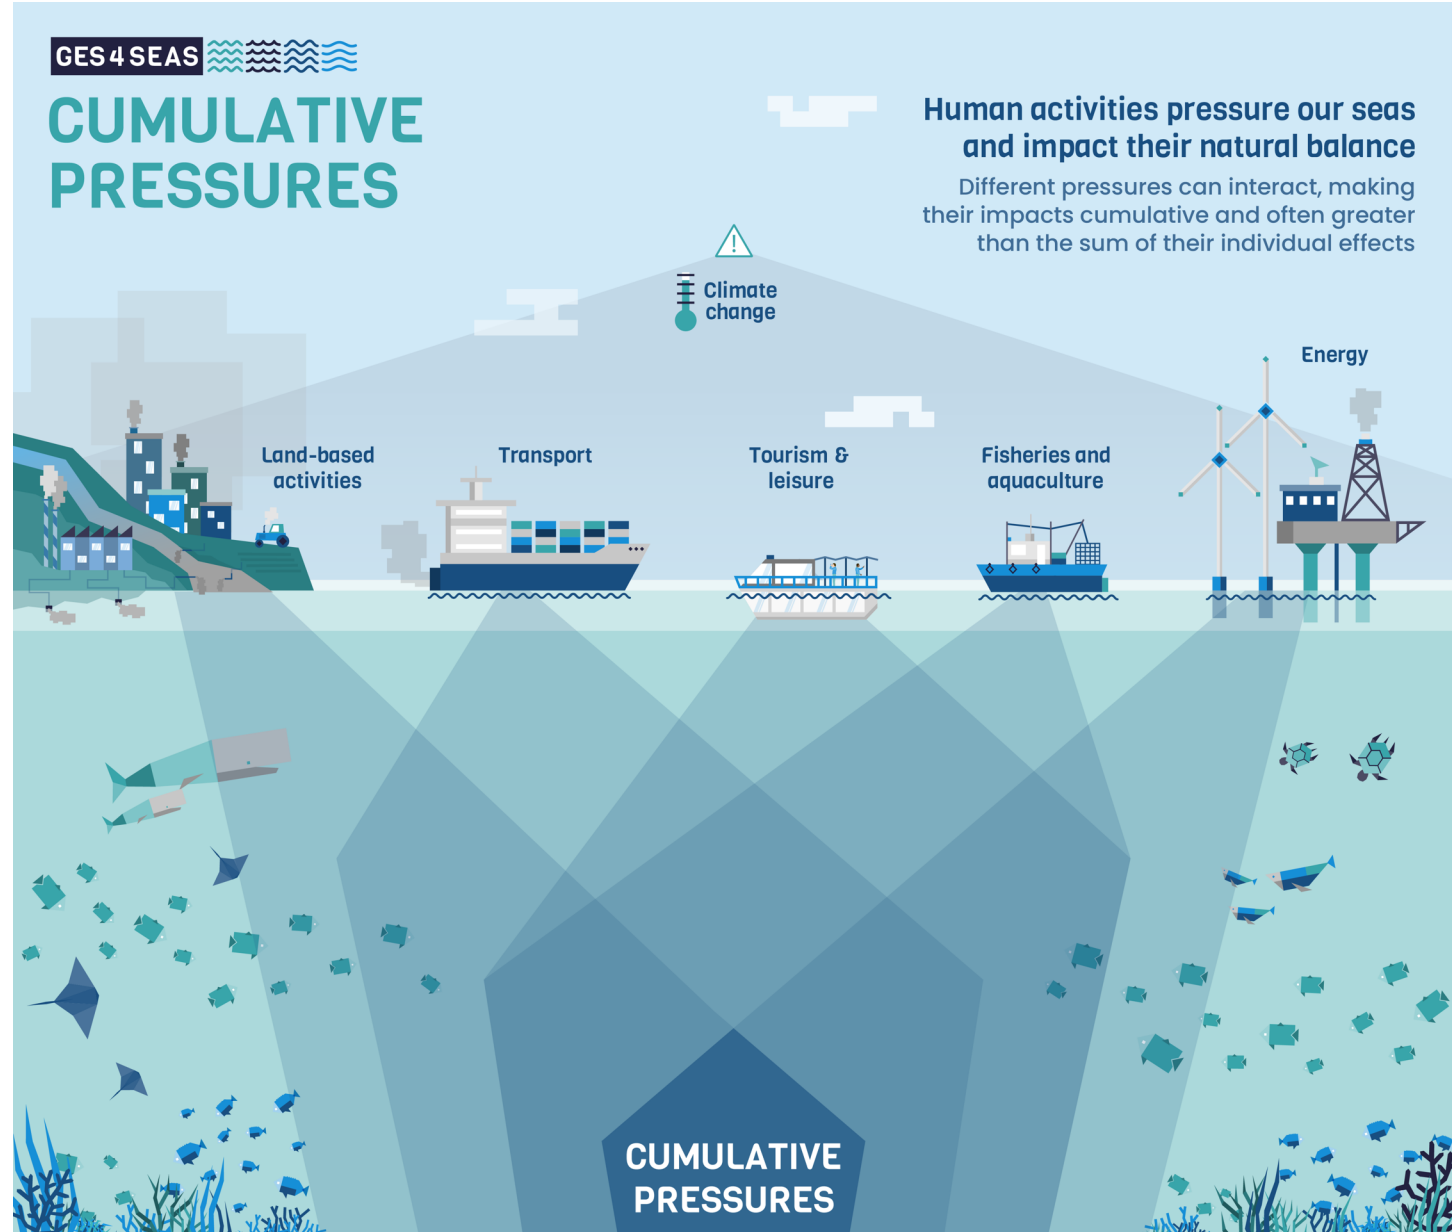 GES4SEAS
CUMULATIVE
PRESSURES
Human activities pressure our seas
and impact their natural balance
Different pressures can interact, making
their impacts cumulative and often greater
than the sum of their individual effects
Climate
change
Energy
Land-based
activities
Transport
Tourism &
leisure
Fisheries and
aquaculture
CUMULATIVE
PRESSURES